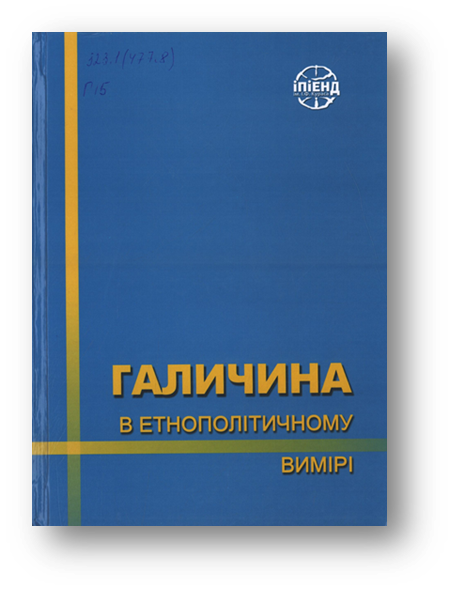 323.1(477.8)
Г15
ІПіЕНД
ГАЛИЧИНА
В ЕТНОПОЛІТИЧНОМУ
ВИМІРІ